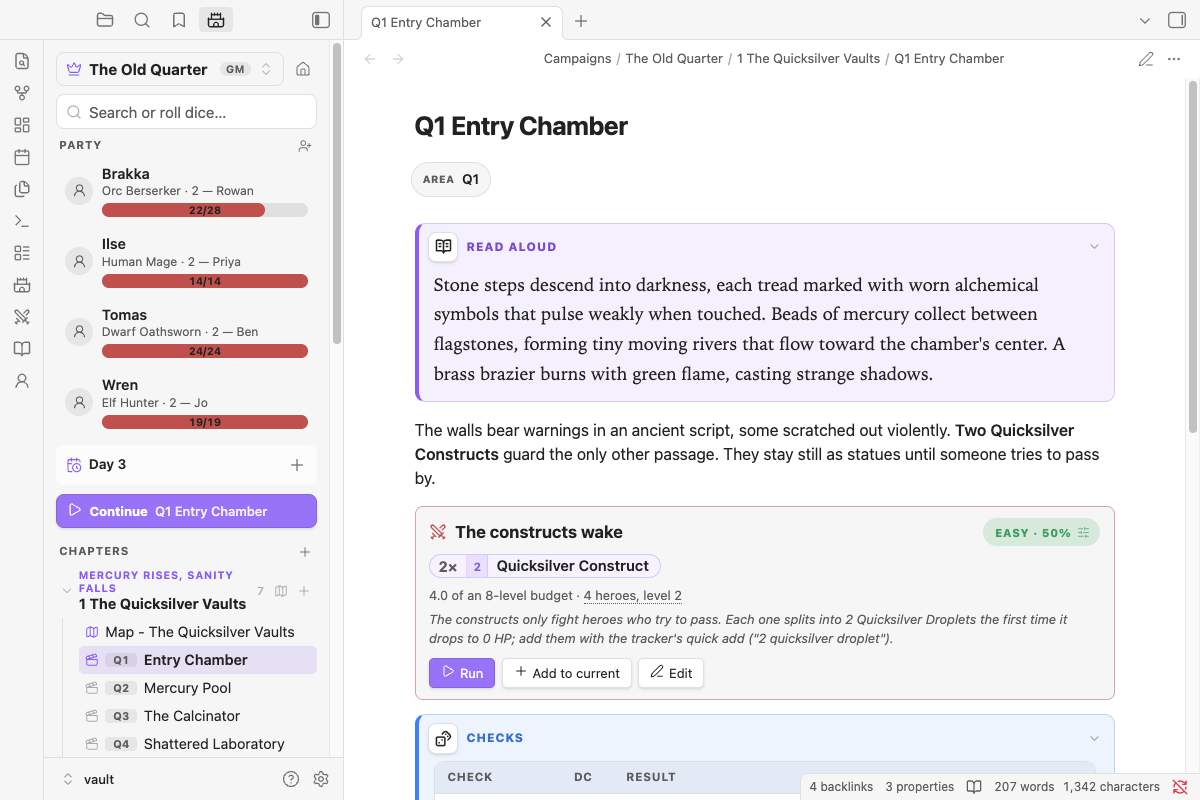 Q1 Entry Chamber
The Old Quarter GM
Search or roll dice...
PARTY
Brakka
Orc Berserker · 2 — Rowan
22/28
Ilse
Human Mage · 2 — Priya
14/14
Tomas
Dwarf Oathsworn · 2 — Ben
24/24
Wren
Elf Hunter · 2 — Jo
19/19
Day 3
Continue Q1 Entry Chamber
CHAPTERS
MERCURY RISES, SANITY
FALLS
7
1 The Quicksilver Vaults
Map - The Quicksilver Vaults
Q1 Entry Chamber
Q2 Mercury Pool
Q3 The Calcinator
Q4 Shattered Laboratory
vault
Campaigns / The Old Quarter / 1 The Quicksilver Vaults / Q1 Entry Chamber
Q1 Entry Chamber
AREA Q1
READ ALOUD
Stone steps descend into darkness, each tread marked with worn alchemical
symbols that pulse weakly when touched. Beads of mercury collect between
flagstones, forming tiny moving rivers that flow toward the chamber's center. A
brass brazier burns with green flame, casting strange shadows.
The walls bear warnings in an ancient script, some scratched out violently. Two Quicksilver
Constructs guard the only other passage. They stay still as statues until someone tries to pass
by.
The constructs wake
EASY · 50%
2× 2 Quicksilver Construct
4.0 of an 8-level budget · 4 heroes, level 2
The constructs only fight heroes who try to pass. Each one splits into 2 Quicksilver Droplets the first time it
drops to 0 HP; add them with the tracker's quick add ("2 quicksilver droplet").
Run
Add to current
Edit
CHECKS
CHECK DC RESULT
4 backlinks 3 properties 207 words 1,342 characters